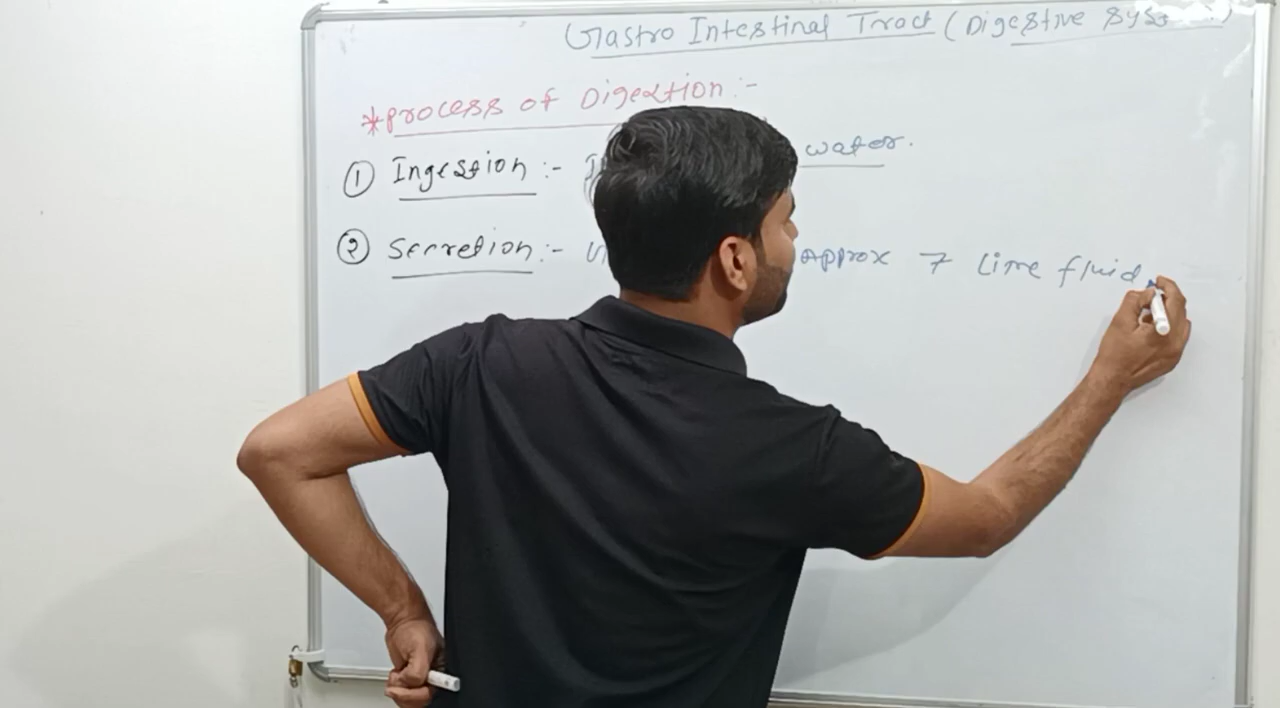 Gastro Intestinal Tract (Digestive
*Process of Digestion :-
① Ingestion :- water.
② Secretion :- Approx 7 litre fluid